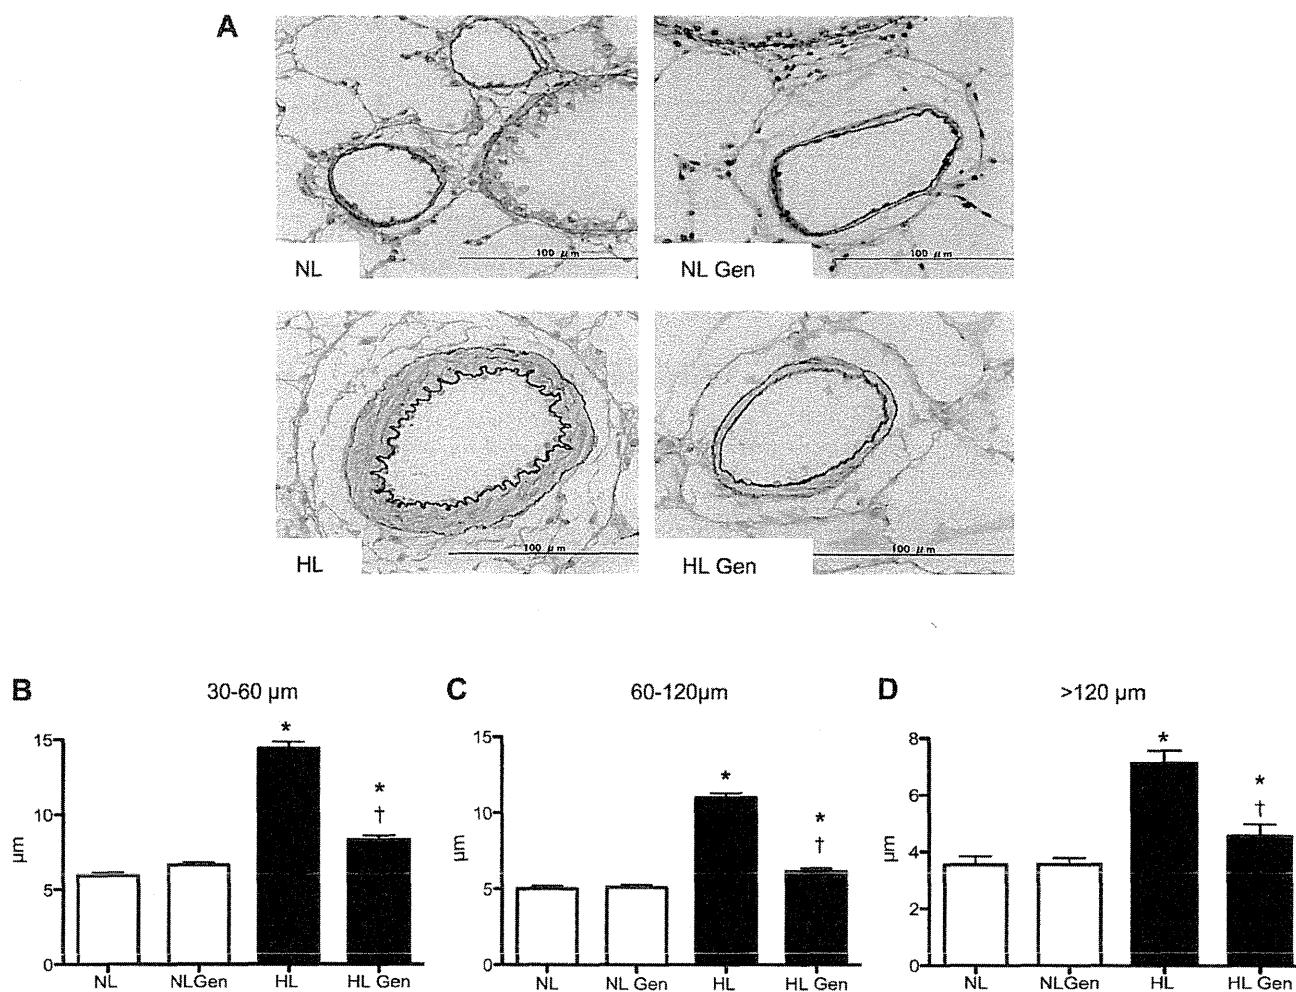 A
NL
100 μm
NL Gen
100 μm
HL
100 μm
HL Gen
100 μm
B
30-60 μm
15
10
5
0
μm
*
*
†
NL
NLGen
HL
HL Gen
C
60-120μm
15
10
5
0
μm
*
*
†
NL
NL Gen
HL
HL Gen
D
>120 μm
8
6
4
2
0
μm
*
*
†
NL
NLGen
HL
HL Gen